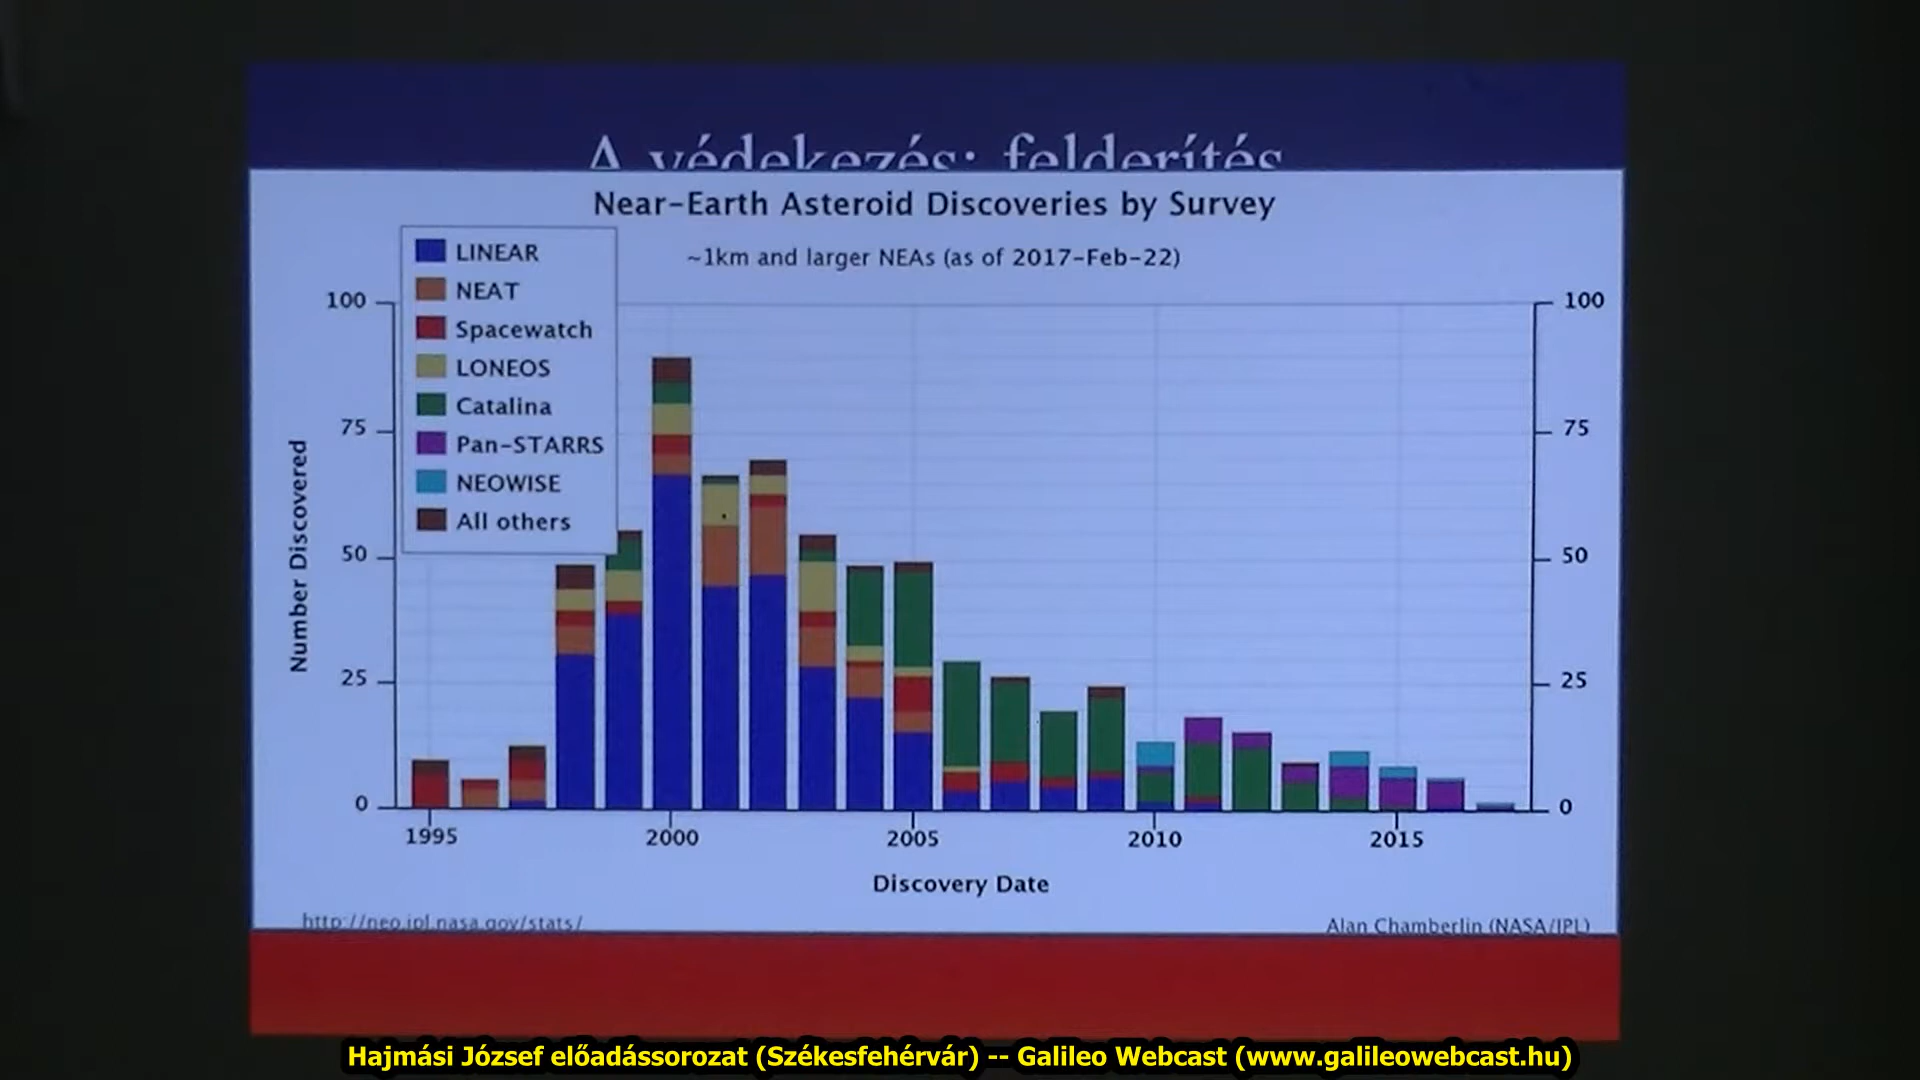 A védekezés: felderítés
Near-Earth Asteroid Discoveries by Survey
~1km and larger NEAs (as of 2017-Feb-22)
LINEAR
NEAT
Spacewatch
LONEOS
Catalina
Pan-STARRS
NEOWISE
All others
100
75
50
25
0
100
75
50
25
0
Number Discovered
1995
2000
2005
2010
2015
Discovery Date
http://neo.jpl.nasa.gov/stats/
Alan Chamberlin (NASA/JPL)
Hajmási József előadássorozat (Székesfehérvár) -- Galileo Webcast (www.galileowebcast.hu)